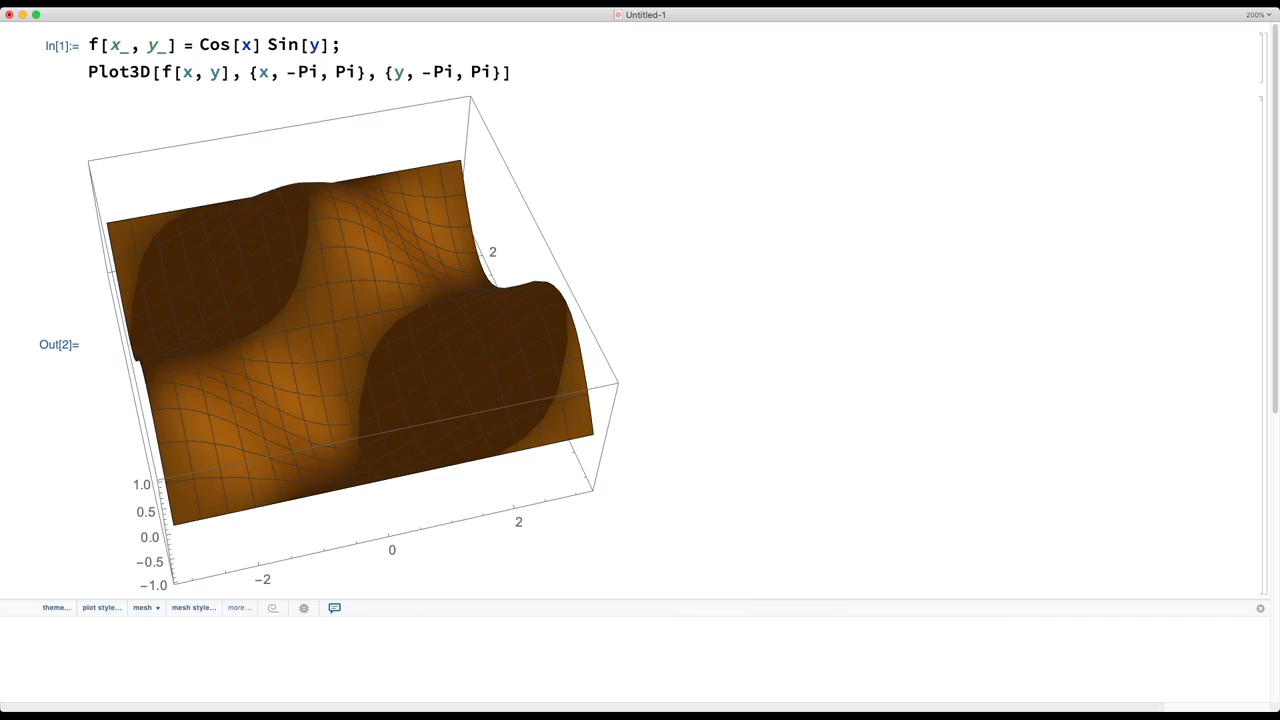 Untitled-1
200%
In[1]:= f[x_, y_] = Cos[x] Sin[y];
Plot3D[f[x, y], {x, -Pi, Pi}, {y, -Pi, Pi}]
2
Out[2]=
1.0
0.5
0.0
-0.5
-1.0
-2
0
2
theme... plot style... mesh mesh style... more...